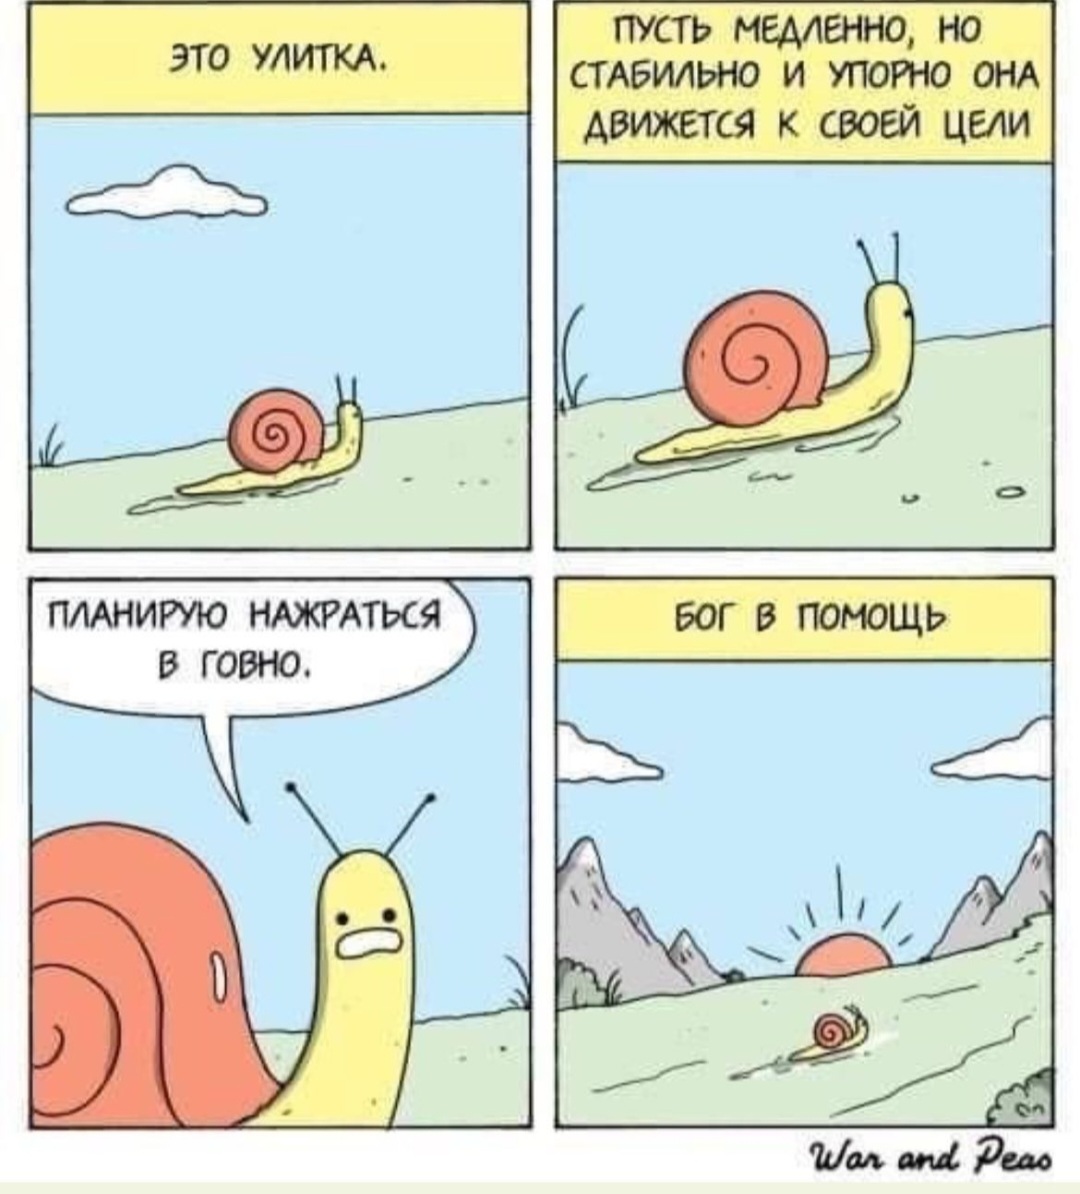 ЭТО УЛИТКА.
ПУСТЬ МЕДЛЕННО, НО
СТАБИЛЬНО И УПОРНО ОНА
ДВИЖЕТСЯ К СВОЕЙ ЦЕЛИ
ПЛАНИРУЮ НАЖРАТЬСЯ
В ГОВНО.
БОГ В ПОМОЩЬ
War and Peas